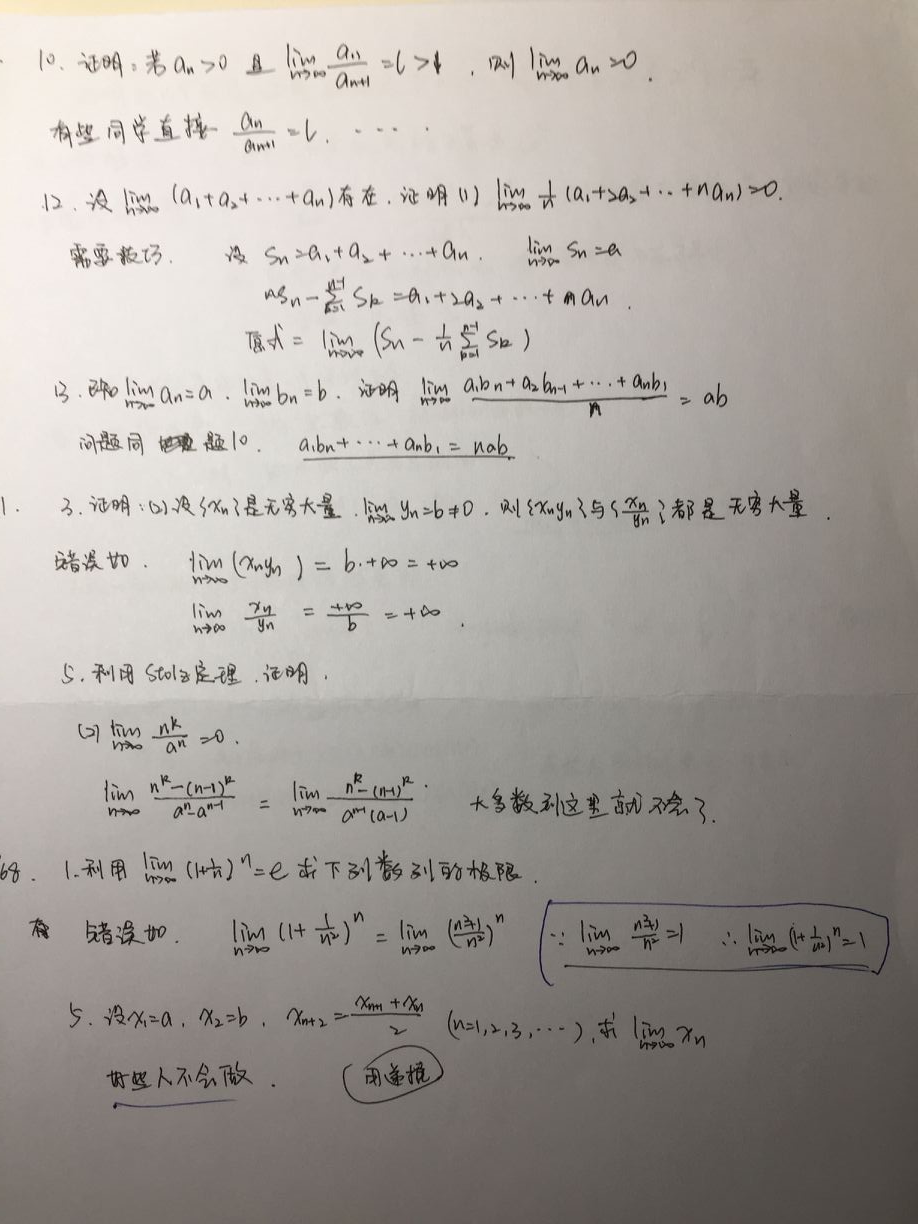 10. 证明:若 aₙ>0 且 lim_{n→∞} aₙ/aₙ₊₁ = l >1, 则 lim_{n→∞} aₙ=0.
有些同学直接 aₙ/aₙ₊₁ = l. ....
12. 设 lim_{n→∞} (a₁+a₂+…+aₙ)存在. 证明 (1) lim_{n→∞} 1/n (a₁+2a₂+…+naₙ)=0.
需要技巧. 设 Sₙ=a₁+a₂+…+aₙ. lim_{n→∞} Sₙ=a
nSₙ-∑_{k=1}^{n-1} Sₖ=a₁+2a₂+…+naₙ.
原式 = lim_{n→∞} (Sₙ - 1/n ∑_{k=1}^{n-1} Sₖ)
13. 已知 lim_{n→∞} aₙ=a. lim_{n→∞} bₙ=b. 证明 lim_{n→∞} (a₁bₙ+a₂bₙ₋₁+…+aₙb₁)/n = ab
问题同 题10. a₁bₙ+…+aₙb₁ = nab.
1. 3. 证明:(2)设{xₙ}是无穷大量. lim_{n→∞} yₙ=b≠0. 则{xₙyₙ}与{xₙ/yₙ}都是无穷大量.
错误如. lim_{n→∞}(xₙyₙ) = b·+∞ = +∞
lim_{n→∞} xₙ/yₙ = +∞/b = +∞.
5. 利用Stolz定理. 证明.
(2) lim_{n→∞} nᵏ/aⁿ =0.
lim_{n→∞} (nᵏ-(n-1)ᵏ)/(aⁿ-aⁿ⁻¹) = lim_{n→∞} (nᵏ-(n-1)ᵏ)/(aⁿ⁻¹(a-1)). 大多数到这里就不会了.
68. 1. 利用 lim_{n→∞} (1+1/n)ⁿ=e 求下列数列的极限.
有 错误如. lim_{n→∞} (1+1/n²)ⁿ = lim_{n→∞} ((n²+1)/n²)ⁿ ∵ lim_{n→∞} (n²+1)/n²=1 ∴ lim_{n→∞} (1+1/n²)ⁿ=1
5. 设x₁=a, x₂=b, xₙ₊₂=(xₙ₊₁+xₙ)/2 (n=1,2,3,…), 求 lim_{n→∞} xₙ
好些人不会做. 用递推